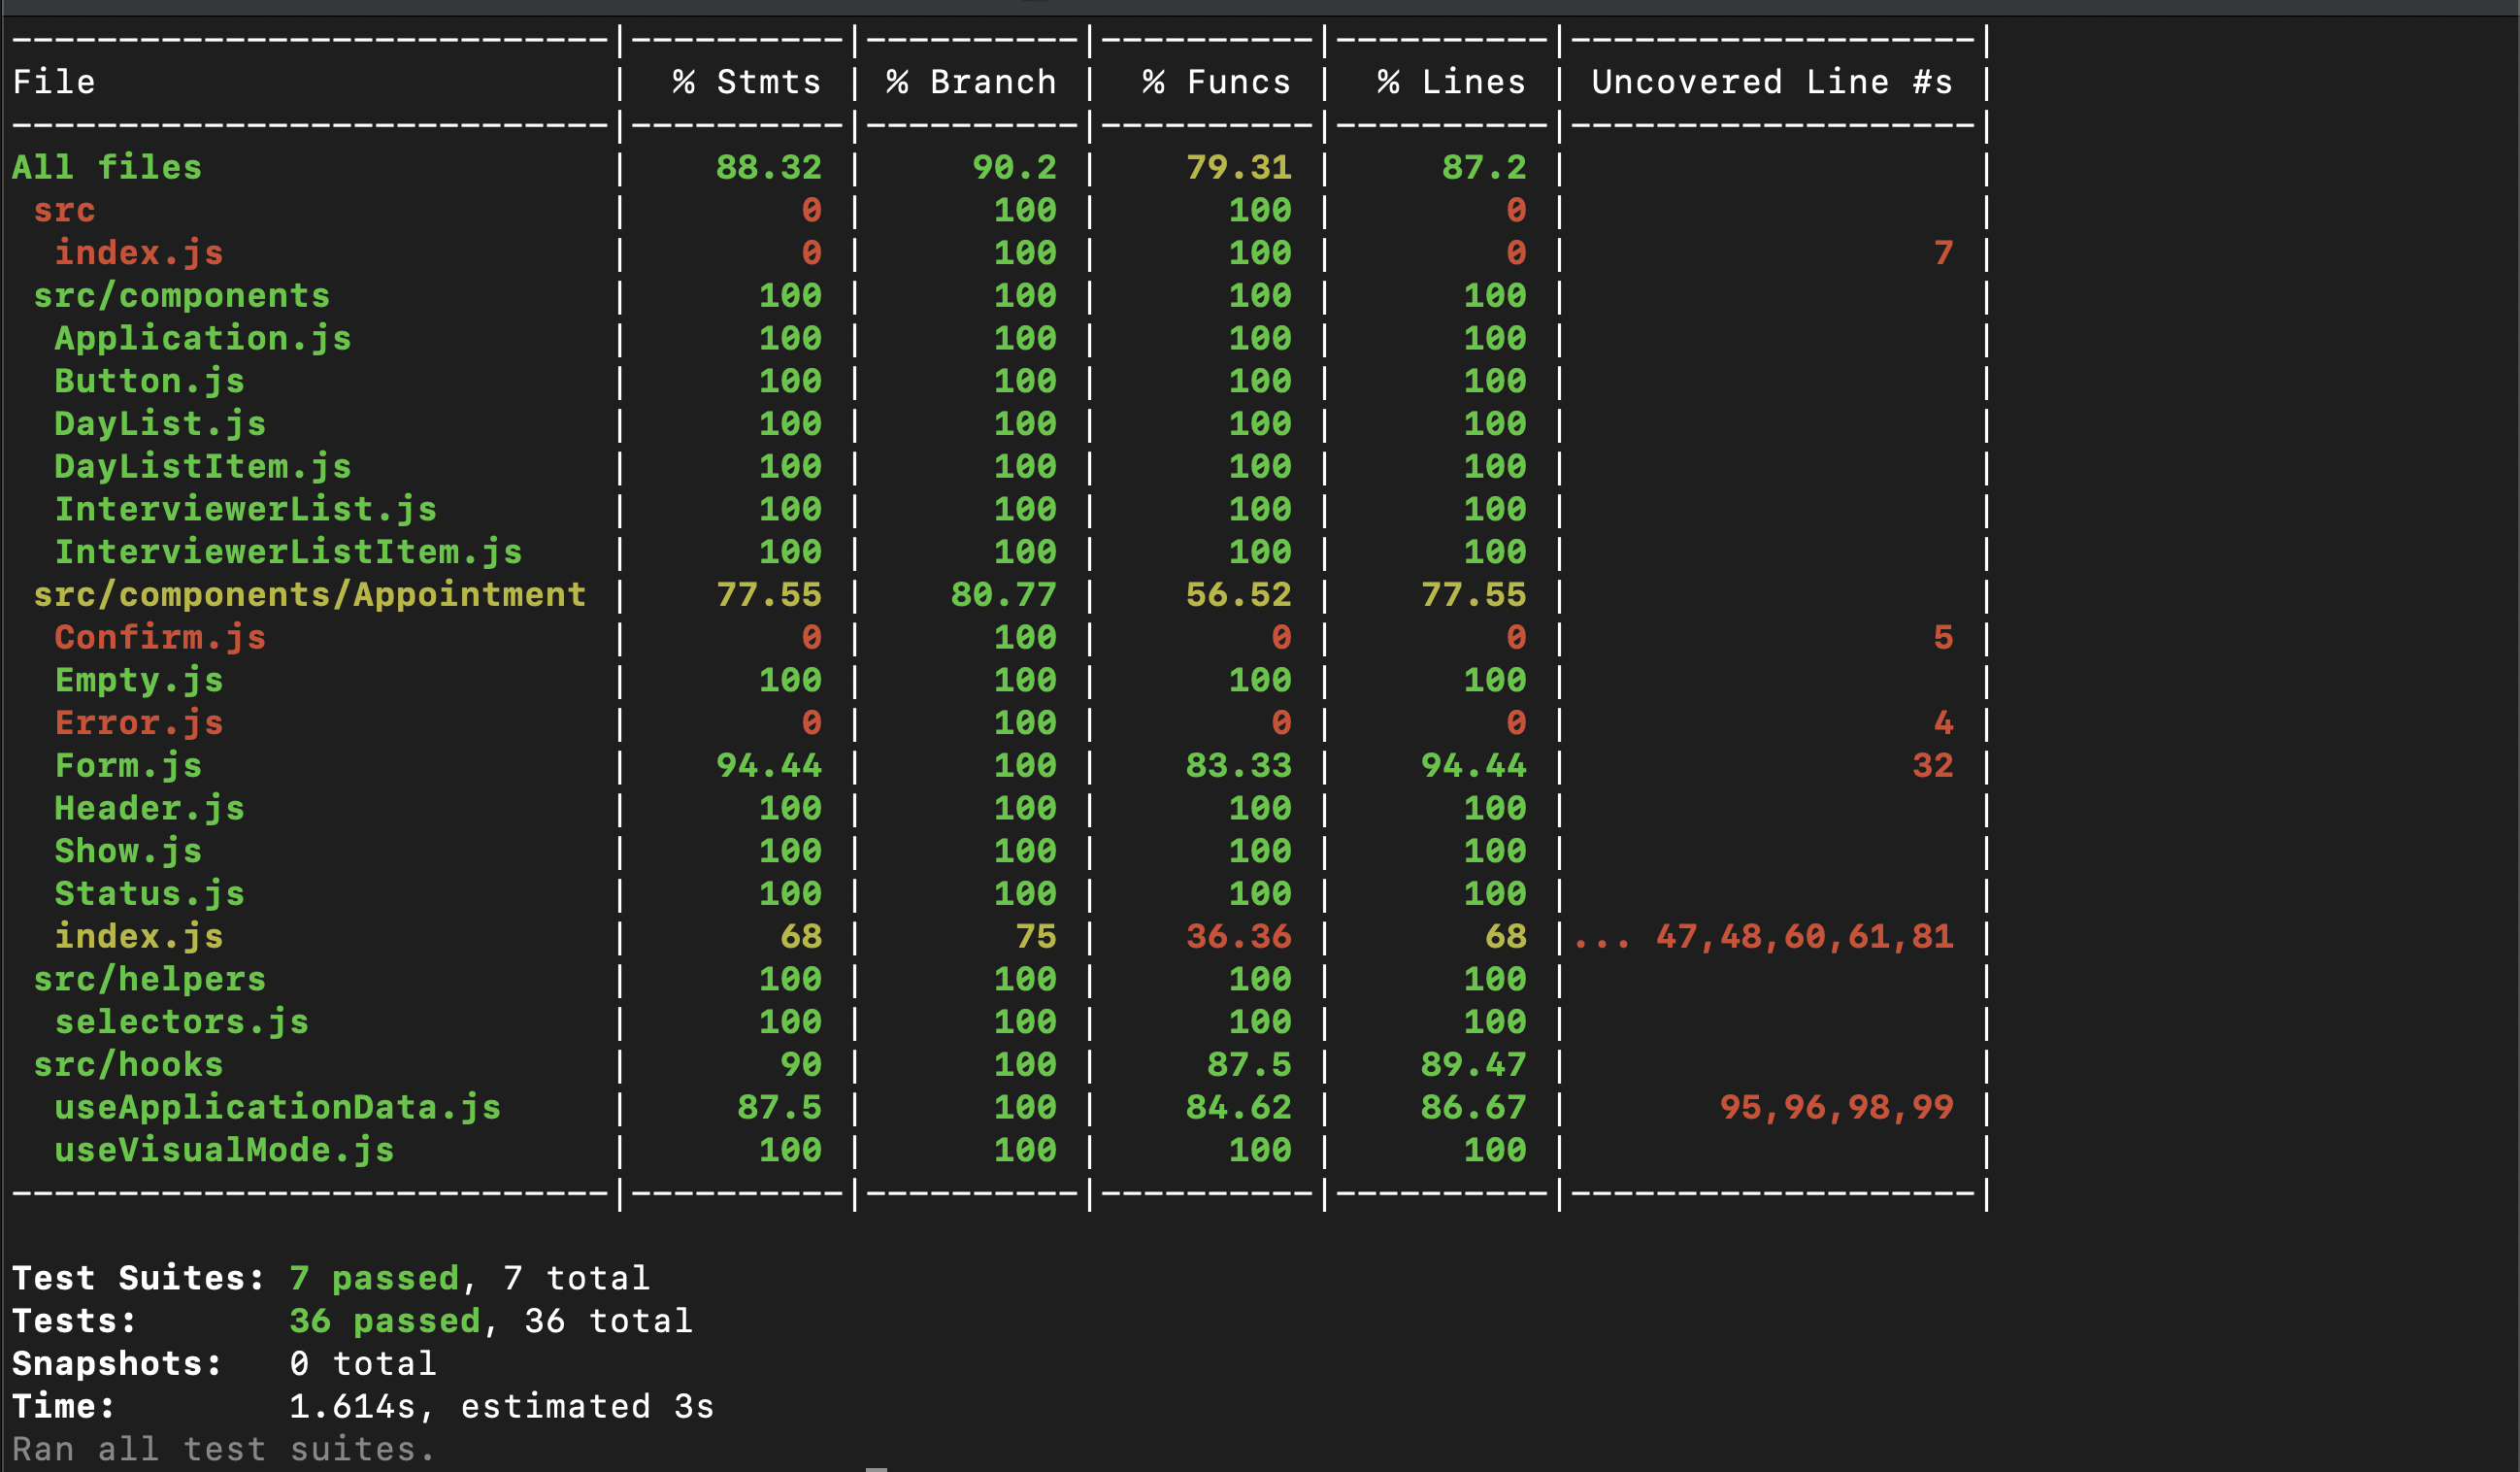 ----------------------------|----------|----------|----------|----------|-------------------|
File                        |  % Stmts | % Branch |  % Funcs |  % Lines | Uncovered Line #s |
----------------------------|----------|----------|----------|----------|-------------------|
All files                   |    88.32 |     90.2 |    79.31 |     87.2 |                   |
 src                        |        0 |      100 |      100 |        0 |                   |
  index.js                  |        0 |      100 |      100 |        0 |                 7 |
 src/components             |      100 |      100 |      100 |      100 |                   |
  Application.js            |      100 |      100 |      100 |      100 |                   |
  Button.js                 |      100 |      100 |      100 |      100 |                   |
  DayList.js                |      100 |      100 |      100 |      100 |                   |
  DayListItem.js            |      100 |      100 |      100 |      100 |                   |
  InterviewerList.js        |      100 |      100 |      100 |      100 |                   |
  InterviewerListItem.js    |      100 |      100 |      100 |      100 |                   |
 src/components/Appointment |    77.55 |    80.77 |    56.52 |    77.55 |                   |
  Confirm.js                |        0 |      100 |        0 |        0 |                 5 |
  Empty.js                  |      100 |      100 |      100 |      100 |                   |
  Error.js                  |        0 |      100 |        0 |        0 |                 4 |
  Form.js                   |    94.44 |      100 |    83.33 |    94.44 |                32 |
  Header.js                 |      100 |      100 |      100 |      100 |                   |
  Show.js                   |      100 |      100 |      100 |      100 |                   |
  Status.js                 |      100 |      100 |      100 |      100 |                   |
  index.js                  |       68 |       75 |    36.36 |       68 |... 47,48,60,61,81 |
 src/helpers                |      100 |      100 |      100 |      100 |                   |
  selectors.js              |      100 |      100 |      100 |      100 |                   |
 src/hooks                  |       90 |      100 |     87.5 |    89.47 |                   |
  useApplicationData.js     |     87.5 |      100 |    84.62 |    86.67 |       95,96,98,99 |
  useVisualMode.js          |      100 |      100 |      100 |      100 |                   |
----------------------------|----------|----------|----------|----------|-------------------|
Test Suites: 7 passed, 7 total
Tests:       36 passed, 36 total
Snapshots:   0 total
Time:        1.614s, estimated 3s
Ran all test suites.